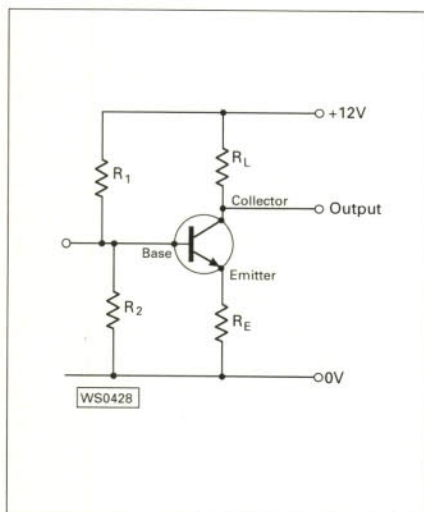 +12V
R1
RL
Collector
Output
Base
Emitter
R2
RE
0V
WS0428